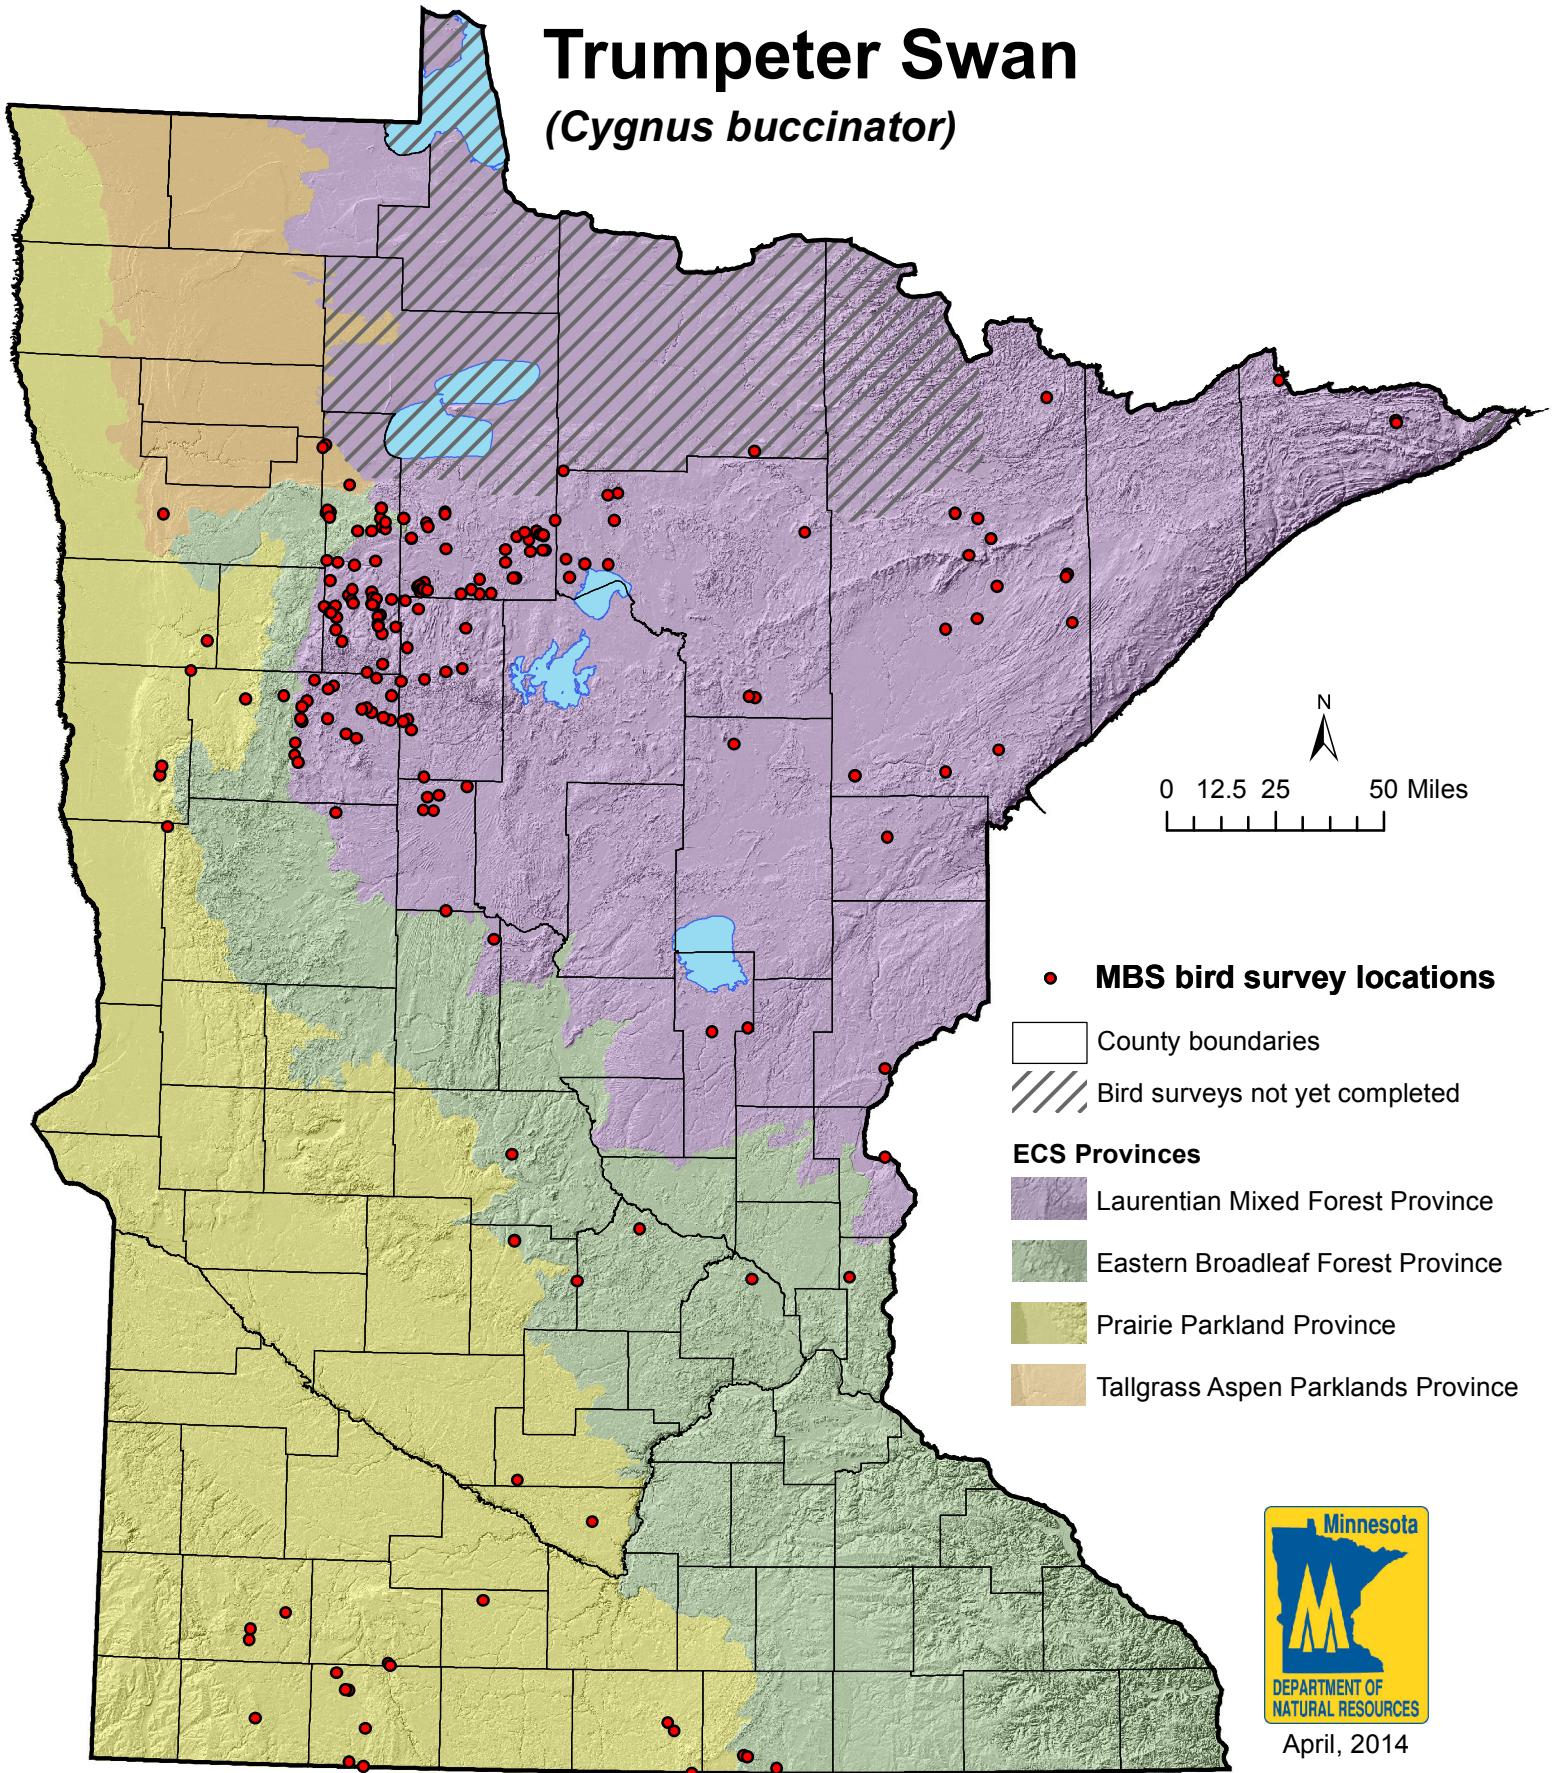 Trumpeter Swan
(Cygnus buccinator)
N
0 12.5 25 50 Miles
MBS bird survey locations
County boundaries
Bird surveys not yet completed
ECS Provinces
Laurentian Mixed Forest Province
Eastern Broadleaf Forest Province
Prairie Parkland Province
Tallgrass Aspen Parklands Province
Minnesota
DEPARTMENT OF
NATURAL RESOURCES
April, 2014